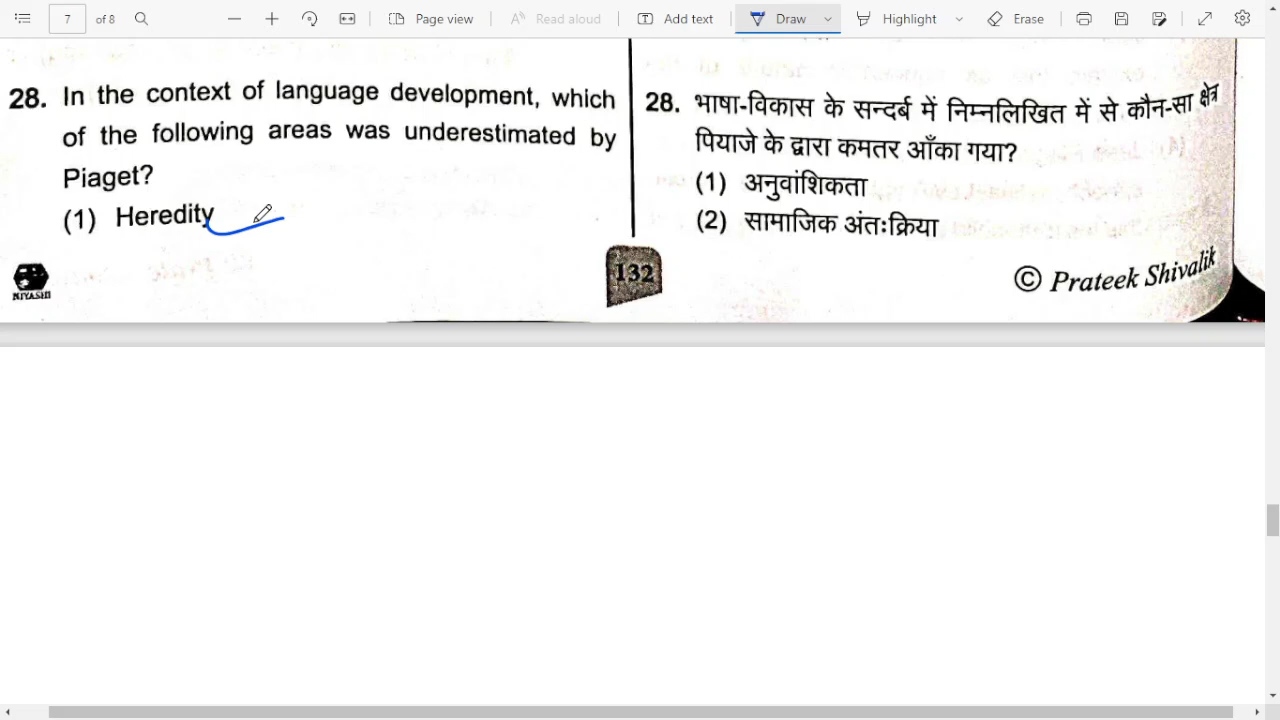 7 of 8 Page view Read aloud Add text Draw Highlight Erase
28. In the context of language development, which
of the following areas was underestimated by
Piaget?
(1) Heredity
28. भाषा-विकास के सन्दर्ब में निम्नलिखित में से कौन-सा क्षेत्र
पियाजे के द्वारा कमतर आँका गया?
(1) अनुवांशिकता
(2) सामाजिक अंतःक्रिया
NIYASHI
132
© Prateek Shivalik